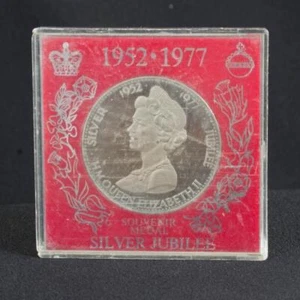 1952 • 1977
1952 1977
SILVER JUBILEE
H.M. QUEEN ELIZABETH II
SOUVENIR
MEDAL
SILVER JUBILEE